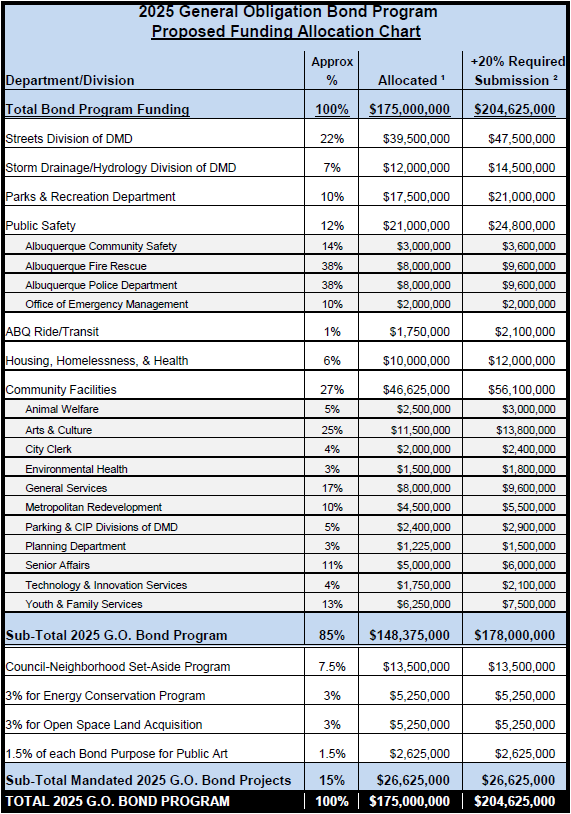 2025 General Obligation Bond Program
Proposed Funding Allocation Chart
Approx +20% Required
Department/Division % Allocated ¹ Submission ²
Total Bond Program Funding 100% $175,000,000 $204,625,000
Streets Division of DMD 22% $39,500,000 $47,500,000
Storm Drainage/Hydrology Division of DMD 7% $12,000,000 $14,500,000
Parks & Recreation Department 10% $17,500,000 $21,000,000
Public Safety 12% $21,000,000 $24,800,000
Albuquerque Community Safety 14% $3,000,000 $3,600,000
Albuquerque Fire Rescue 38% $8,000,000 $9,600,000
Albuquerque Police Department 38% $8,000,000 $9,600,000
Office of Emergency Management 10% $2,000,000 $2,000,000
ABQ Ride/Transit 1% $1,750,000 $2,100,000
Housing, Homelessness, & Health 6% $10,000,000 $12,000,000
Community Facilities 27% $46,625,000 $56,100,000
Animal Welfare 5% $2,500,000 $3,000,000
Arts & Culture 25% $11,500,000 $13,800,000
City Clerk 4% $2,000,000 $2,400,000
Environmental Health 3% $1,500,000 $1,800,000
General Services 17% $8,000,000 $9,600,000
Metropolitan Redevelopment 10% $4,500,000 $5,500,000
Parking & CIP Divisions of DMD 5% $2,400,000 $2,900,000
Planning Department 3% $1,225,000 $1,500,000
Senior Affairs 11% $5,000,000 $6,000,000
Technology & Innovation Services 4% $1,750,000 $2,100,000
Youth & Family Services 13% $6,250,000 $7,500,000
Sub-Total 2025 G.O. Bond Program 85% $148,375,000 $178,000,000
Council-Neighborhood Set-Aside Program 7.5% $13,500,000 $13,500,000
3% for Energy Conservation Program 3% $5,250,000 $5,250,000
3% for Open Space Land Acquisition 3% $5,250,000 $5,250,000
1.5% of each Bond Purpose for Public Art 1.5% $2,625,000 $2,625,000
Sub-Total Mandated 2025 G.O. Bond Projects 15% $26,625,000 $26,625,000
TOTAL 2025 G.O. BOND PROGRAM 100% $175,000,000 $204,625,000